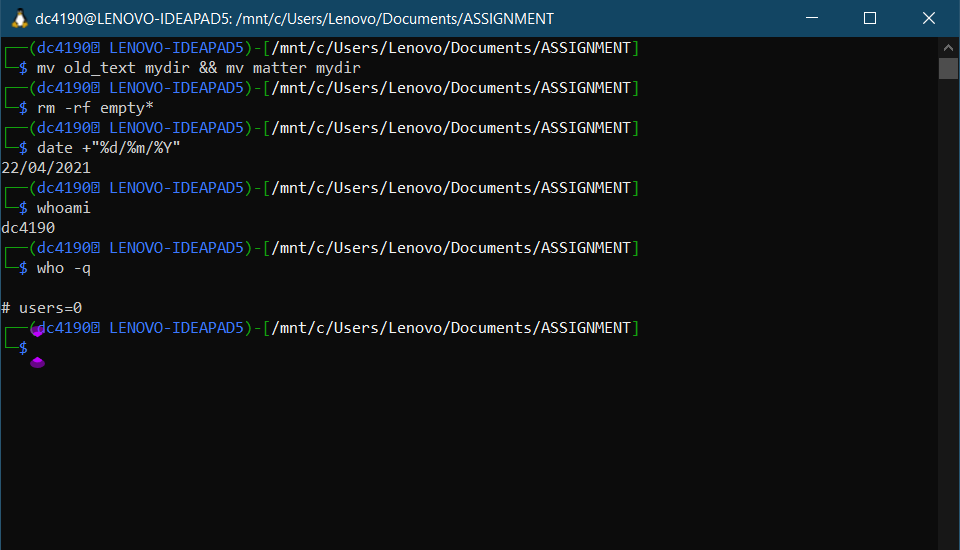 dc4190@LENOVO-IDEAPAD5: /mnt/c/Users/Lenovo/Documents/ASSIGNMENT
┌──(dc4190 LENOVO-IDEAPAD5)-[/mnt/c/Users/Lenovo/Documents/ASSIGNMENT]
└─$ mv old_text mydir && mv matter mydir
┌──(dc4190 LENOVO-IDEAPAD5)-[/mnt/c/Users/Lenovo/Documents/ASSIGNMENT]
└─$ rm -rf empty*
┌──(dc4190 LENOVO-IDEAPAD5)-[/mnt/c/Users/Lenovo/Documents/ASSIGNMENT]
└─$ date +"%d/%m/%Y"
22/04/2021
┌──(dc4190 LENOVO-IDEAPAD5)-[/mnt/c/Users/Lenovo/Documents/ASSIGNMENT]
└─$ whoami
dc4190
┌──(dc4190 LENOVO-IDEAPAD5)-[/mnt/c/Users/Lenovo/Documents/ASSIGNMENT]
└─$ who -q
# users=0
┌──(dc4190 LENOVO-IDEAPAD5)-[/mnt/c/Users/Lenovo/Documents/ASSIGNMENT]
└─$